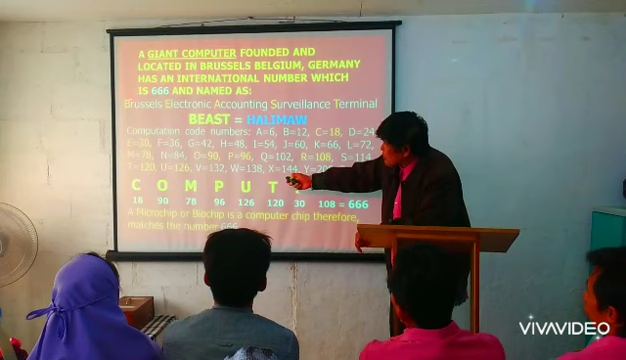 A GIANT COMPUTER FOUNDED AND
LOCATED IN BRUSSELS BELGIUM, GERMANY
HAS AN INTERNATIONAL NUMBER WHICH
IS 666 AND NAMED AS:
Brussels Electronic Accounting Surveillance Terminal
BEAST = HALIMAW
Computation code numbers: A=6, B=12, C=18, D=24,
E=30, F=36, G=42, H=48, I=54, J=60, K=66, L=72,
M=78, N=84, O=90, P=96, Q=102, R=108, S=114,
T=120, U=126, V=132, W=138, X=144,
C O M P U T
18 90 78 96 126 120 30 108 = 666
A Microchip or Biochip is a computer chip therefore,
matches the number 666
VIVAVIDEO